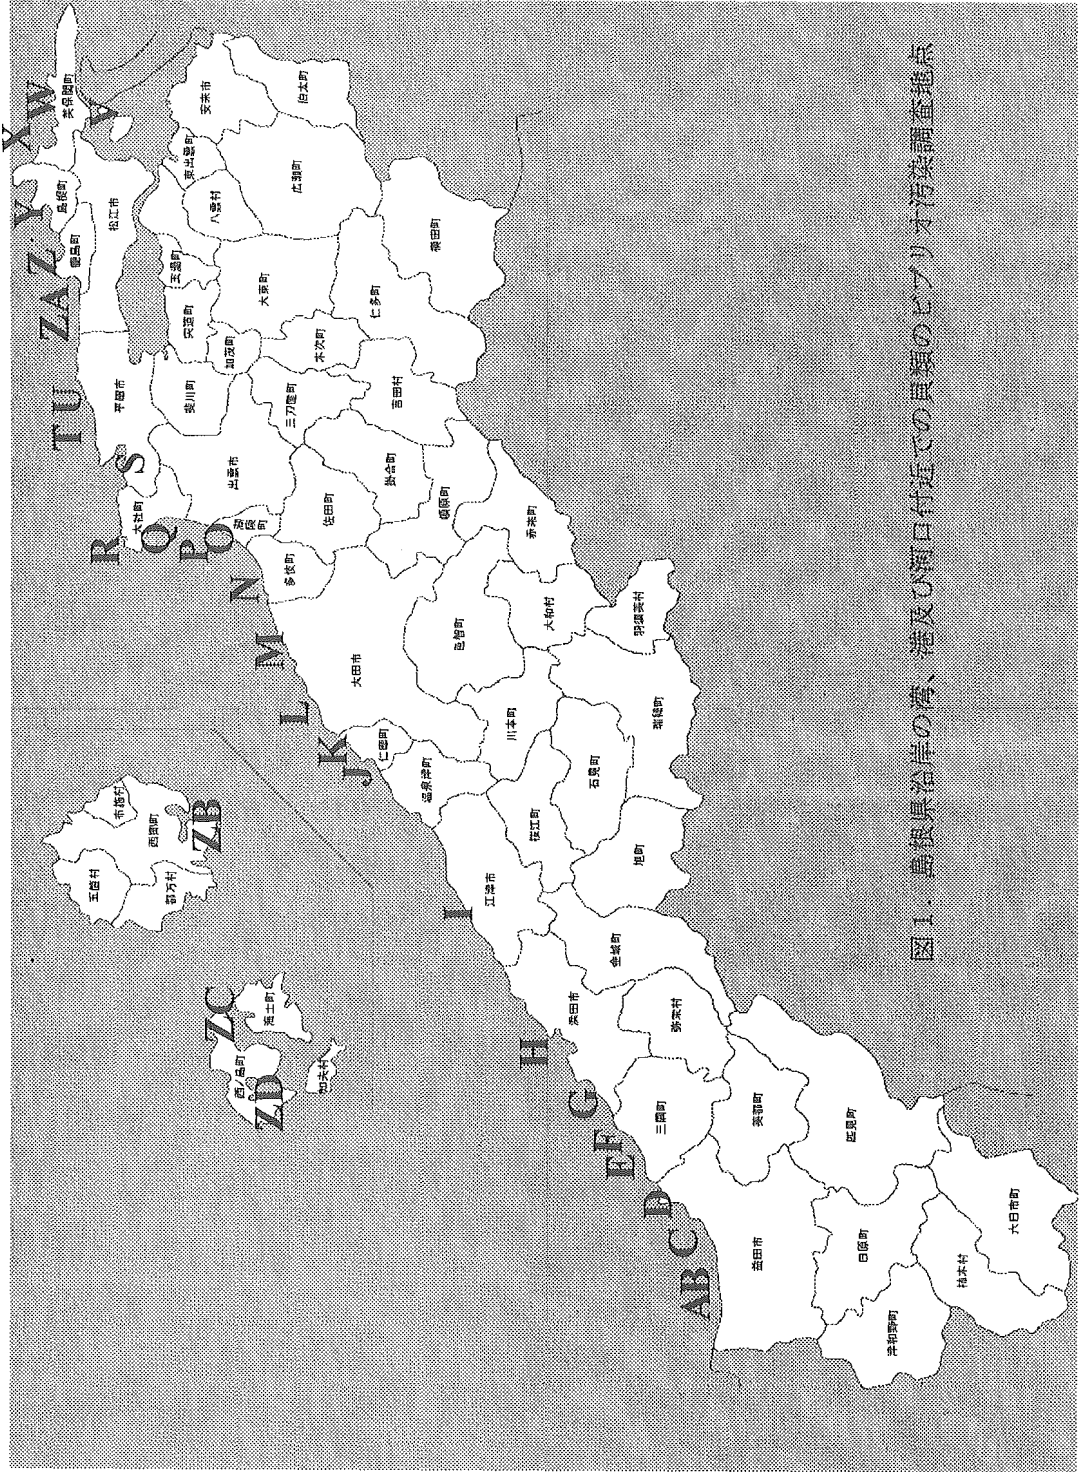 R
Q
P
O
S
T U
ZA
Z
Y
X
W
V
N
M
L
K
J
I
H
G
F
E
D
C
AB
ZB
ZC
ZD
五箇村
布施村
西郷町
都万村
海士町
西ノ島町
知夫村
美保関町
島根町
鹿島町
松江市
平田市
大社町
安来市
伯太町
東出雲町
八雲村
広瀬町
玉湯町
宍道町
加茂町
大東町
横田町
仁多町
木次町
斐川町
三刀屋町
吉田村
出雲市
掛合町
佐田町
頓原町
赤来町
湖陵町
多伎町
大田市
邑智町
大和村
羽須美村
仁摩町
温泉津町
川本町
瑞穂町
石見町
桜江町
江津市
旭町
浜田市
金城町
弥栄村
三隅町
美都町
匹見町
益田市
日原町
津和野町
柿木村
六日市町
図1. 島根県沿岸の湾、港及び河口付近での貝類のビブリオ汚染調査地点